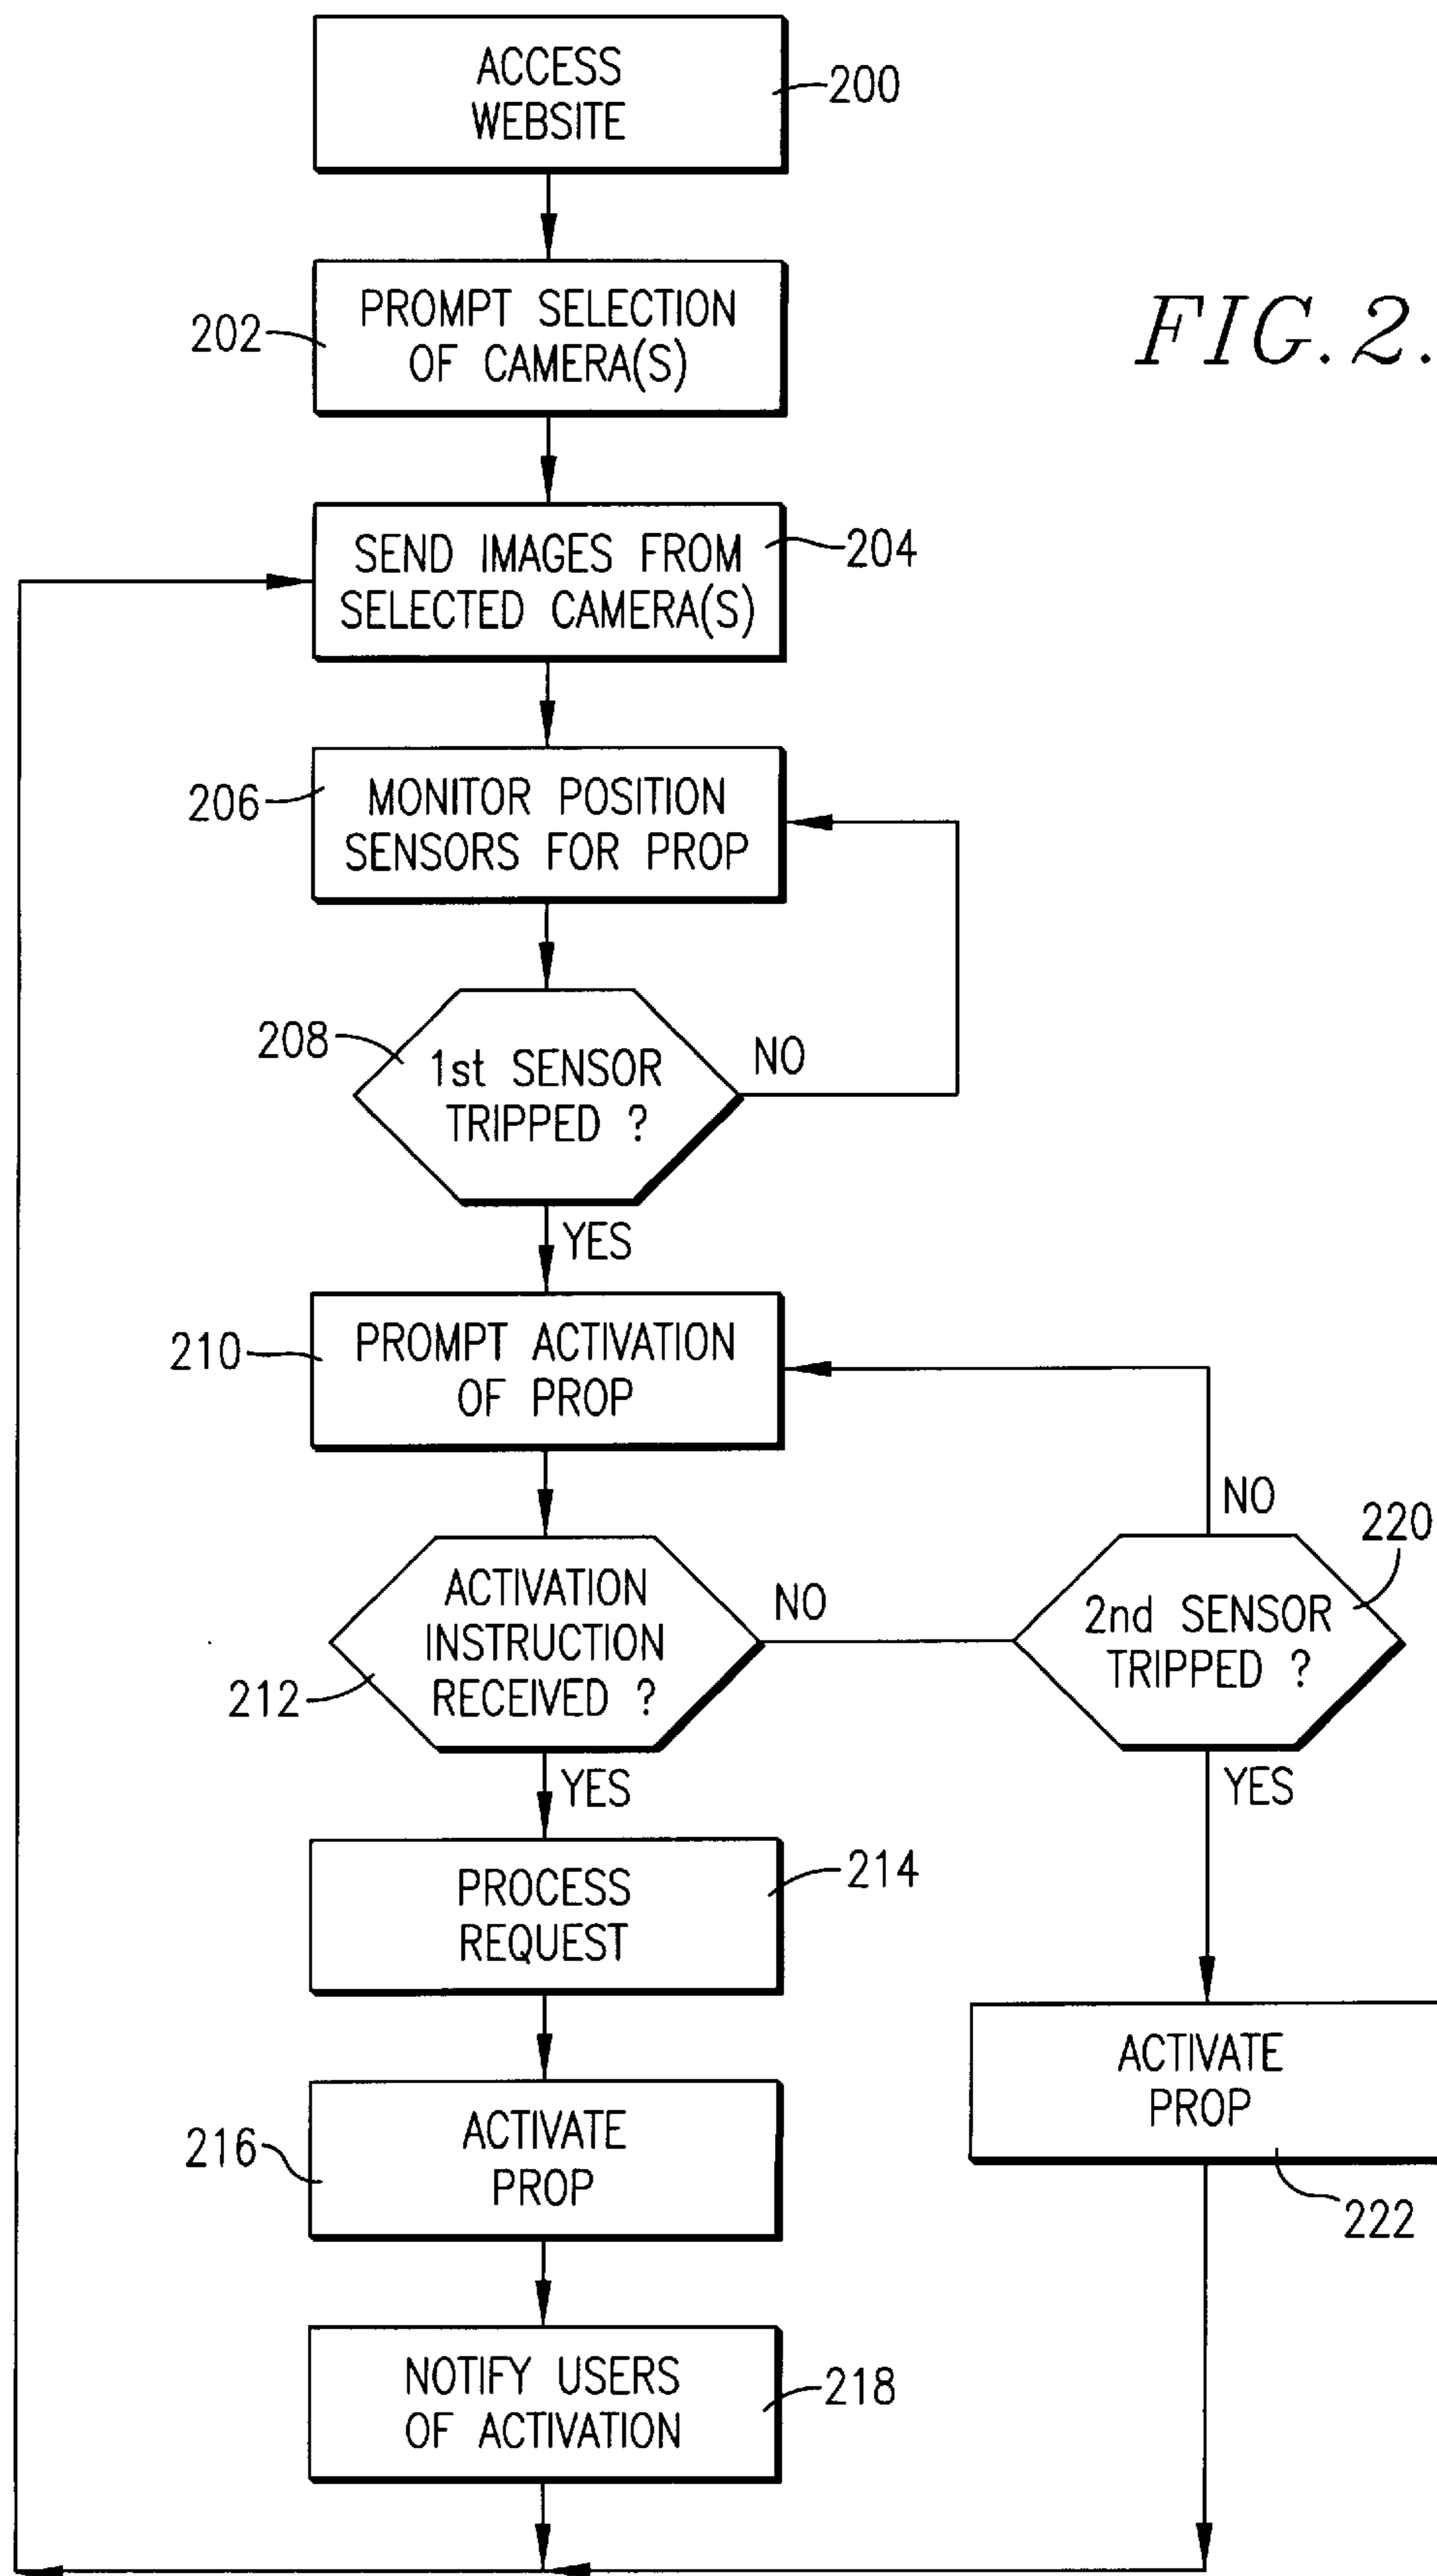 ACCESS
WEBSITE
200
PROMPT SELECTION
OF CAMERA(S)
202
FIG. 2.
SEND IMAGES FROM
SELECTED CAMERA(S)
204
MONITOR POSITION
SENSORS FOR PROP
206
1st SENSOR
TRIPPED ?
208
NO
YES
PROMPT ACTIVATION
OF PROP
210
ACTIVATION
INSTRUCTION
RECEIVED ?
212
NO
2nd SENSOR
TRIPPED ?
220
NO
YES
YES
PROCESS
REQUEST
214
ACTIVATE
PROP
216
ACTIVATE
PROP
222
NOTIFY USERS
OF ACTIVATION
218